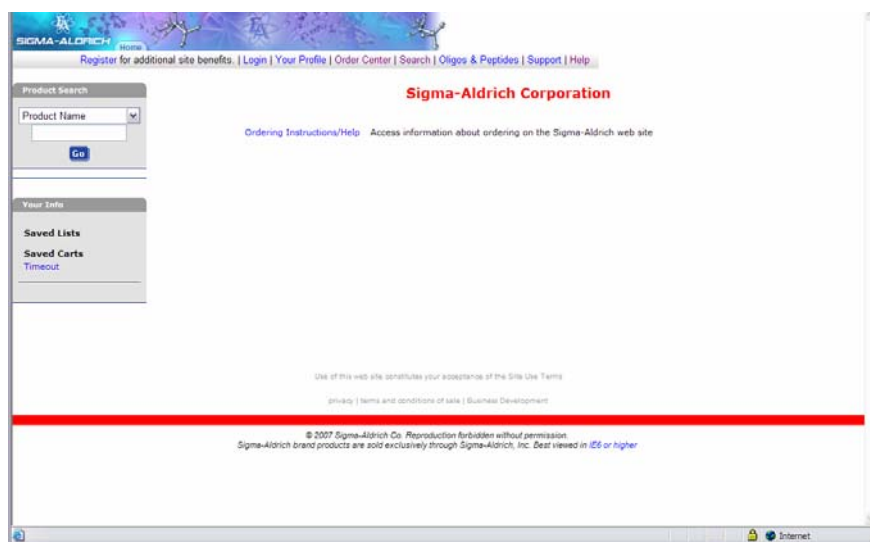 SIGMA-ALDRICH
Home
Register for additional site benefits. | Login | Your Profile | Order Center | Search | Oligos & Peptides | Support | Help
Product Search
Product Name
Go
Sigma-Aldrich Corporation
Ordering Instructions/Help Access information about ordering on the Sigma-Aldrich web site
Your Info
Saved Lists
Saved Carts
Timeout
Use of this web site constitutes your acceptance of the Site Use Terms
privacy | terms and conditions of sale | Business Development
© 2007 Sigma-Aldrich Co. Reproduction forbidden without permission.
Sigma-Aldrich brand products are sold exclusively through Sigma-Aldrich, Inc. Best viewed in IE6 or higher
Internet